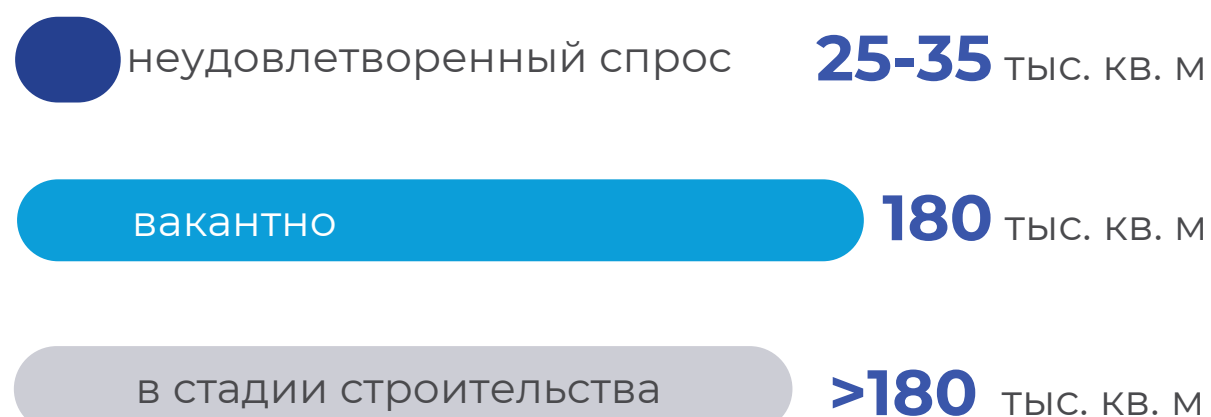 неудовлетворенный спрос 25-35 тыс. кв. м
вакантно 180 тыс. кв. м
в стадии строительства >180 тыс. кв. м